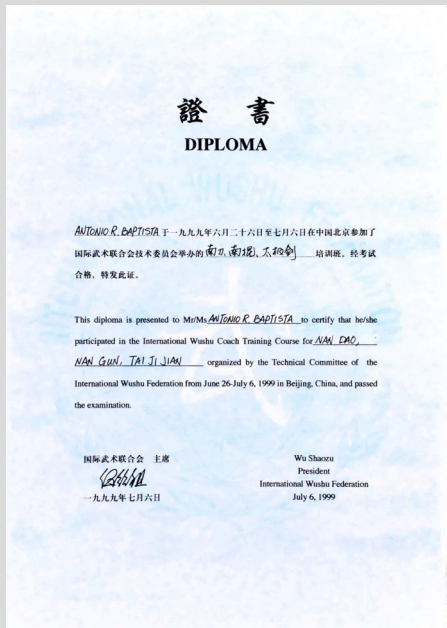 證 書
DIPLOMA
ANTONIO R. BAPTISTA 于一九九九年六月二十六日至七月六日在中国北京参加了
国际武术联合会技术委员会举办的 南刀、南棍、太极剑 培训班，经考试
合格，特发此证。
This diploma is presented to Mr/Ms ANTONIO R. BAPTISTA to certify that he/she
participated in the International Wushu Coach Training Course for NAN DAO,
NAN GUN, TAI JI JIAN organized by the Technical Committee of the
International Wushu Federation from June 26-July 6, 1999 in Beijing, China, and passed
the examination.
国际武术联合会 主席
一九九九年七月六日
Wu Shaozu
President
International Wushu Federation
July 6, 1999